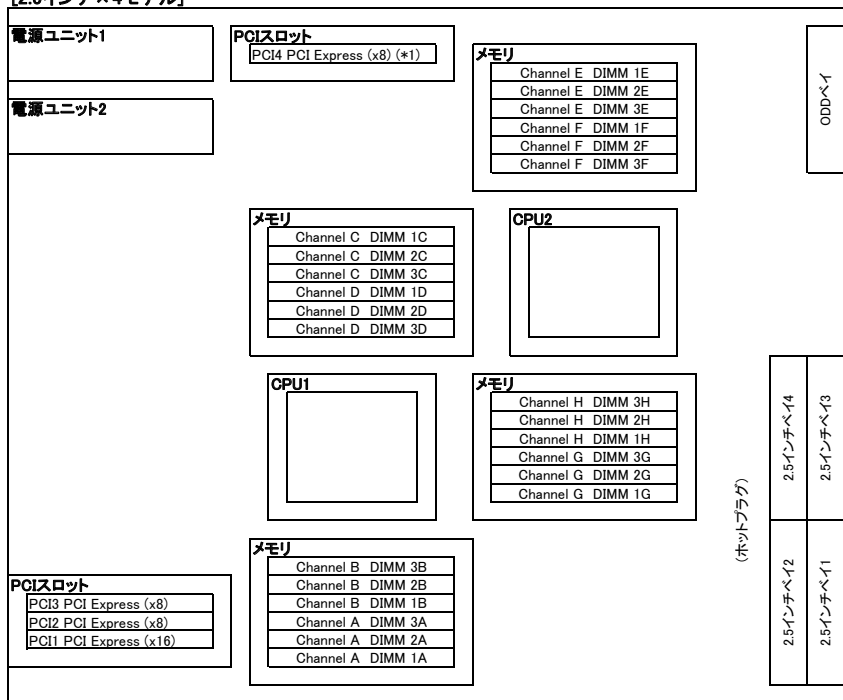 電源ユニット1
PCIスロット
PCI4 PCI Express (x8) (*1)
メモリ
Channel E DIMM 1E
Channel E DIMM 2E
Channel E DIMM 3E
Channel F DIMM 1F
Channel F DIMM 2F
Channel F DIMM 3F
ODDベイ
電源ユニット2
メモリ
Channel C DIMM 1C
Channel C DIMM 2C
Channel C DIMM 3C
Channel D DIMM 1D
Channel D DIMM 2D
Channel D DIMM 3D
CPU2
CPU1
メモリ
Channel H DIMM 3H
Channel H DIMM 2H
Channel H DIMM 1H
Channel G DIMM 3G
Channel G DIMM 2G
Channel G DIMM 1G
(ホットプラグ)
2.5インチベイ4
2.5インチベイ3
2.5インチベイ2
2.5インチベイ1
メモリ
Channel B DIMM 3B
Channel B DIMM 2B
Channel B DIMM 1B
Channel A DIMM 3A
Channel A DIMM 2A
Channel A DIMM 1A
PCIスロット
PCI3 PCI Express (x8)
PCI2 PCI Express (x8)
PCI1 PCI Express (x16)